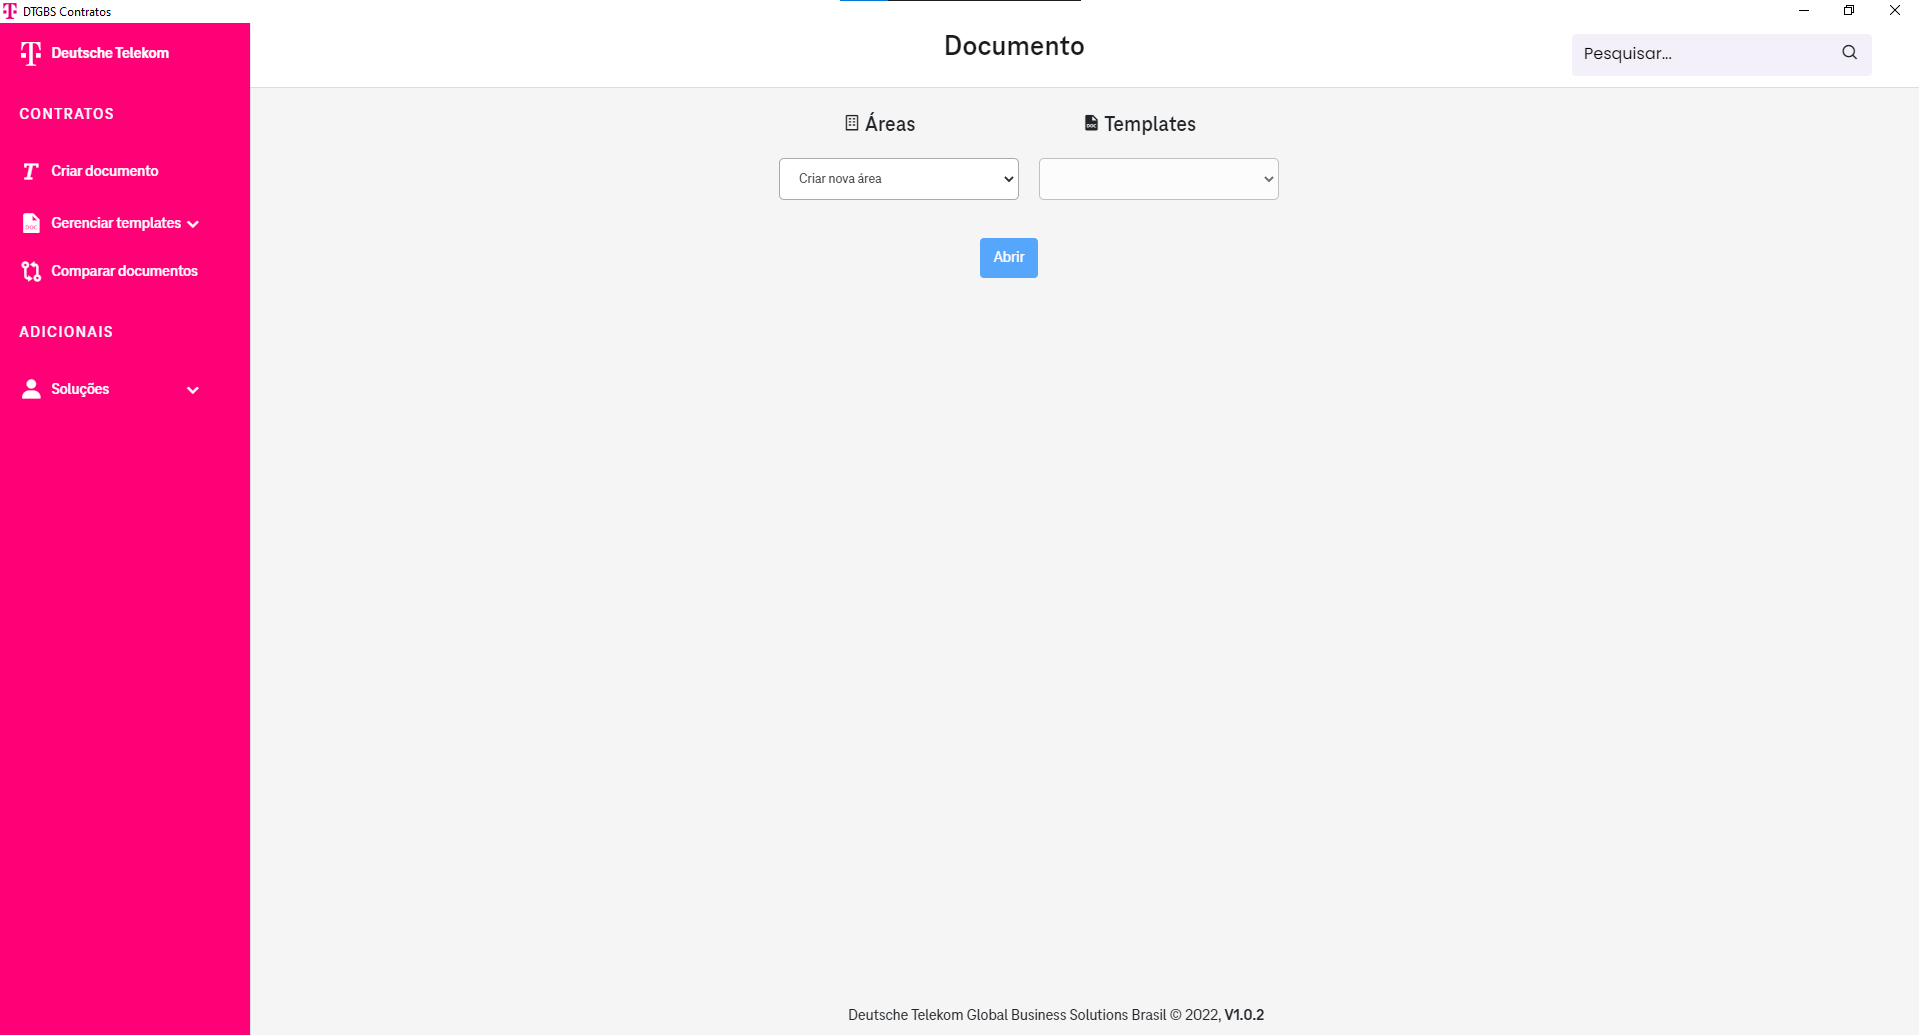 DTGBS Contratos
Deutsche Telekom
CONTRATOS
Criar documento
Gerenciar templates
Comparar documentos
ADICIONAIS
Soluções
Documento
Pesquisar...
Áreas
Templates
Criar nova área
Abrir
Deutsche Telekom Global Business Solutions Brasil © 2022, V1.0.2